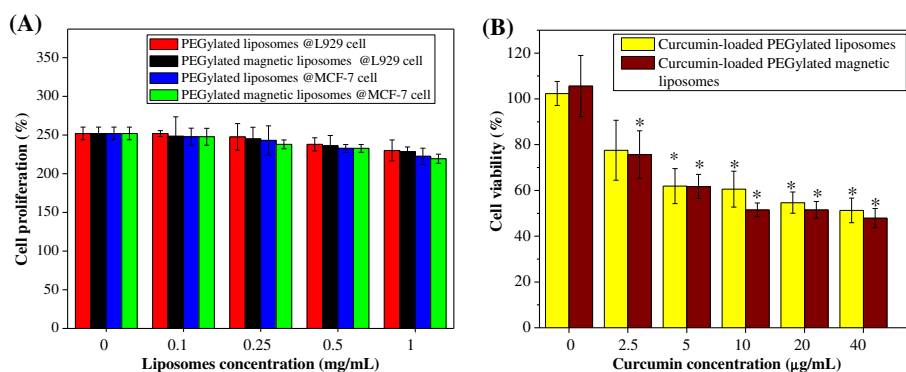 (A)
PEGylated liposomes @L929 cell
PEGylated magnetic liposomes @L929 cell
PEGylated liposomes @MCF-7 cell
PEGylated magnetic liposomes @MCF-7 cell
Cell proliferation (%)
350
300
250
200
150
100
50
0
0 0.1 0.25 0.5 1
Liposomes concentration (mg/mL)
(B)
Curcumin-loaded PEGylated liposomes
Curcumin-loaded PEGylated magnetic
liposomes
Cell viability (%)
120
100
80
60
40
20
0
* * * * * * * * *
0 2.5 5 10 20 40
Curcumin concentration (μg/mL)